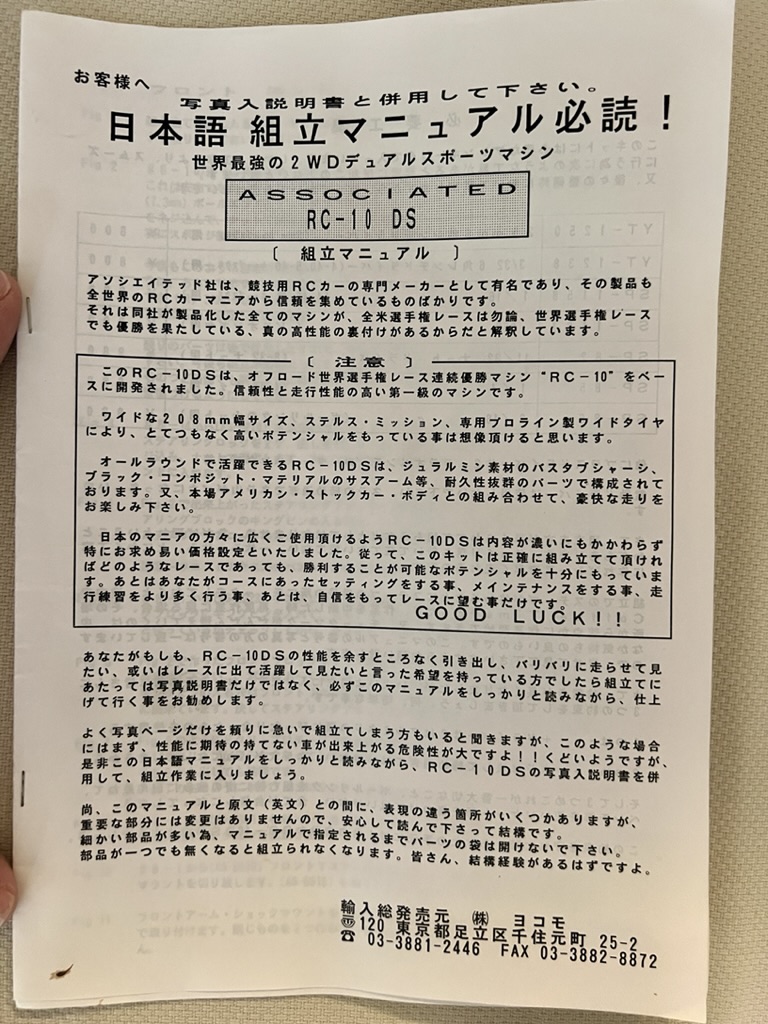 お客様へ
写真入説明書と併用して下さい。
日本語 組立マニュアル必読！
世界最強の2WDデュアルスポーツマシン
ASSOCIATED
RC-10 DS
〔 組立マニュアル 〕
アソシエイテッド社は、競技用RCカーの専門メーカーとして有名であり、その製品も
全世界のRCカーマニアから信頼を集めているものばかりです。
それは同社が製品化した全てのマシンが、全米選手権レースは勿論、世界選手権レース
でも優勝を果たしている、真の高性能の裏付けがあるからだと解釈しています。
〔 注意 〕
このRC-10DSは、オフロード世界選手権レース連続優勝マシン“RC-10”をベー
スに開発されました。信頼性と走行性能の高い第一級のマシンです。
ワイドな208mm幅サイズ、ステルス・ミッション、専用プロライン製ワイドタイヤ
により、とてつもなく高いポテンシャルをもっている事は想像頂けると思います。
オールラウンドで活躍できるRC-10DSは、ジュラルミン素材のバスタブシャーシ、
ブラック・コンポジット・マテリアルのサスアーム等、耐久性抜群のパーツで構成されて
おります。又、本場アメリカン・ストックカー・ボディとの組み合わせて、豪快な走りを
お楽しみ下さい。
日本のマニアの方々に広くご使用頂けるようRC-10DSは内容が濃いにもかかわらず
特にお求め易い価格設定といたしました。従って、このキットは正確に組み立てて頂けれ
ばどのようなレースであっても、勝利することが可能なポテンシャルを十分にもっていま
す。あとはあなたがコースにあったセッティングをする事、メインテナンスをする事、走
行練習をより多く行う事、あとは、自信をもってレースに望む事だけです。
GOOD LUCK!!
あなたがもしも、RC-10DSの性能を余すところなく引き出し、バリバリに走らせて見
たい、或いはレースに出て活躍して見たいと言った希望を持っている方でしたら組立てに
あたっては写真説明書だけではなく、必ずこのマニュアルをしっかりと読みながら、仕上
げて行く事をお勧めします。
よく写真ページだけを頼りに急いで組立てしまう方もいると聞きますが、このような場合
にはまず、性能に期待の持てない車が出来上がる危険性が大ですよ！！くどいようですが、
是非この日本語マニュアルをしっかりと読みながら、RC-10DSの写真入説明書を併
用して、組立作業に入りましょう。
尚、このマニュアルと原文（英文）との間に、表現の違う箇所がいくつかありますが、
重要な部分には変更はありませんので、安心して読んで下さって結構です。
細かい部品が多い為、マニュアルで指定されるまでパーツの袋は開けないで下さい。
部品が一つでも無くなると組立られなくなります。皆さん、結構経験があるはずですよ。
輸入総発売元 ㈱ ヨコモ
〠120 東京都足立区千住元町 25-2
☎ 03-3881-2446 FAX 03-3882-8872